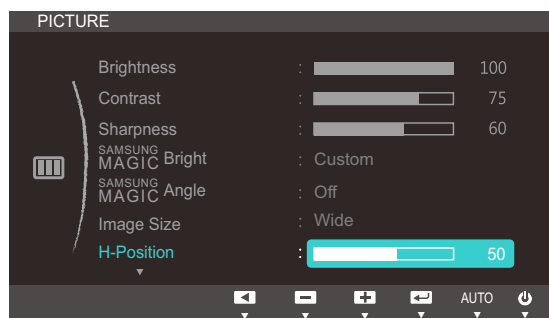 PICTURE
Brightness : 100
Contrast : 75
Sharpness : 60
SAMSUNG MAGIC Bright : Custom
SAMSUNG MAGIC Angle : Off
Image Size : Wide
H-Position : 50
AUTO